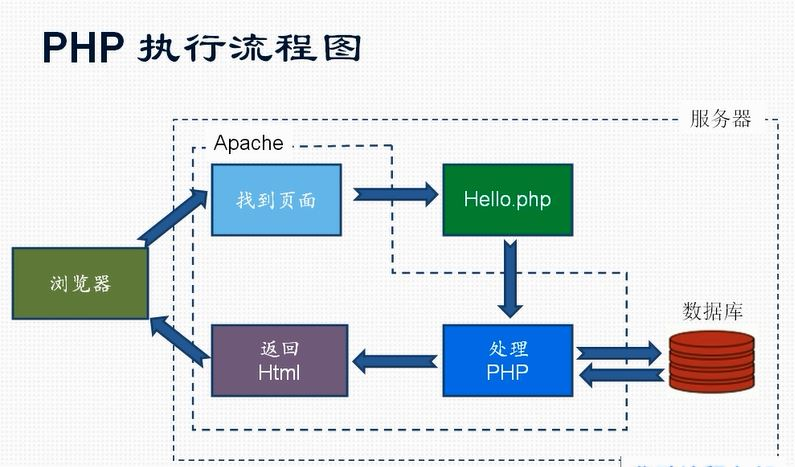 PHP 执行流程图
服务器
Apache
找到页面
Hello.php
浏览器
数据库
返回
Html
处理
PHP